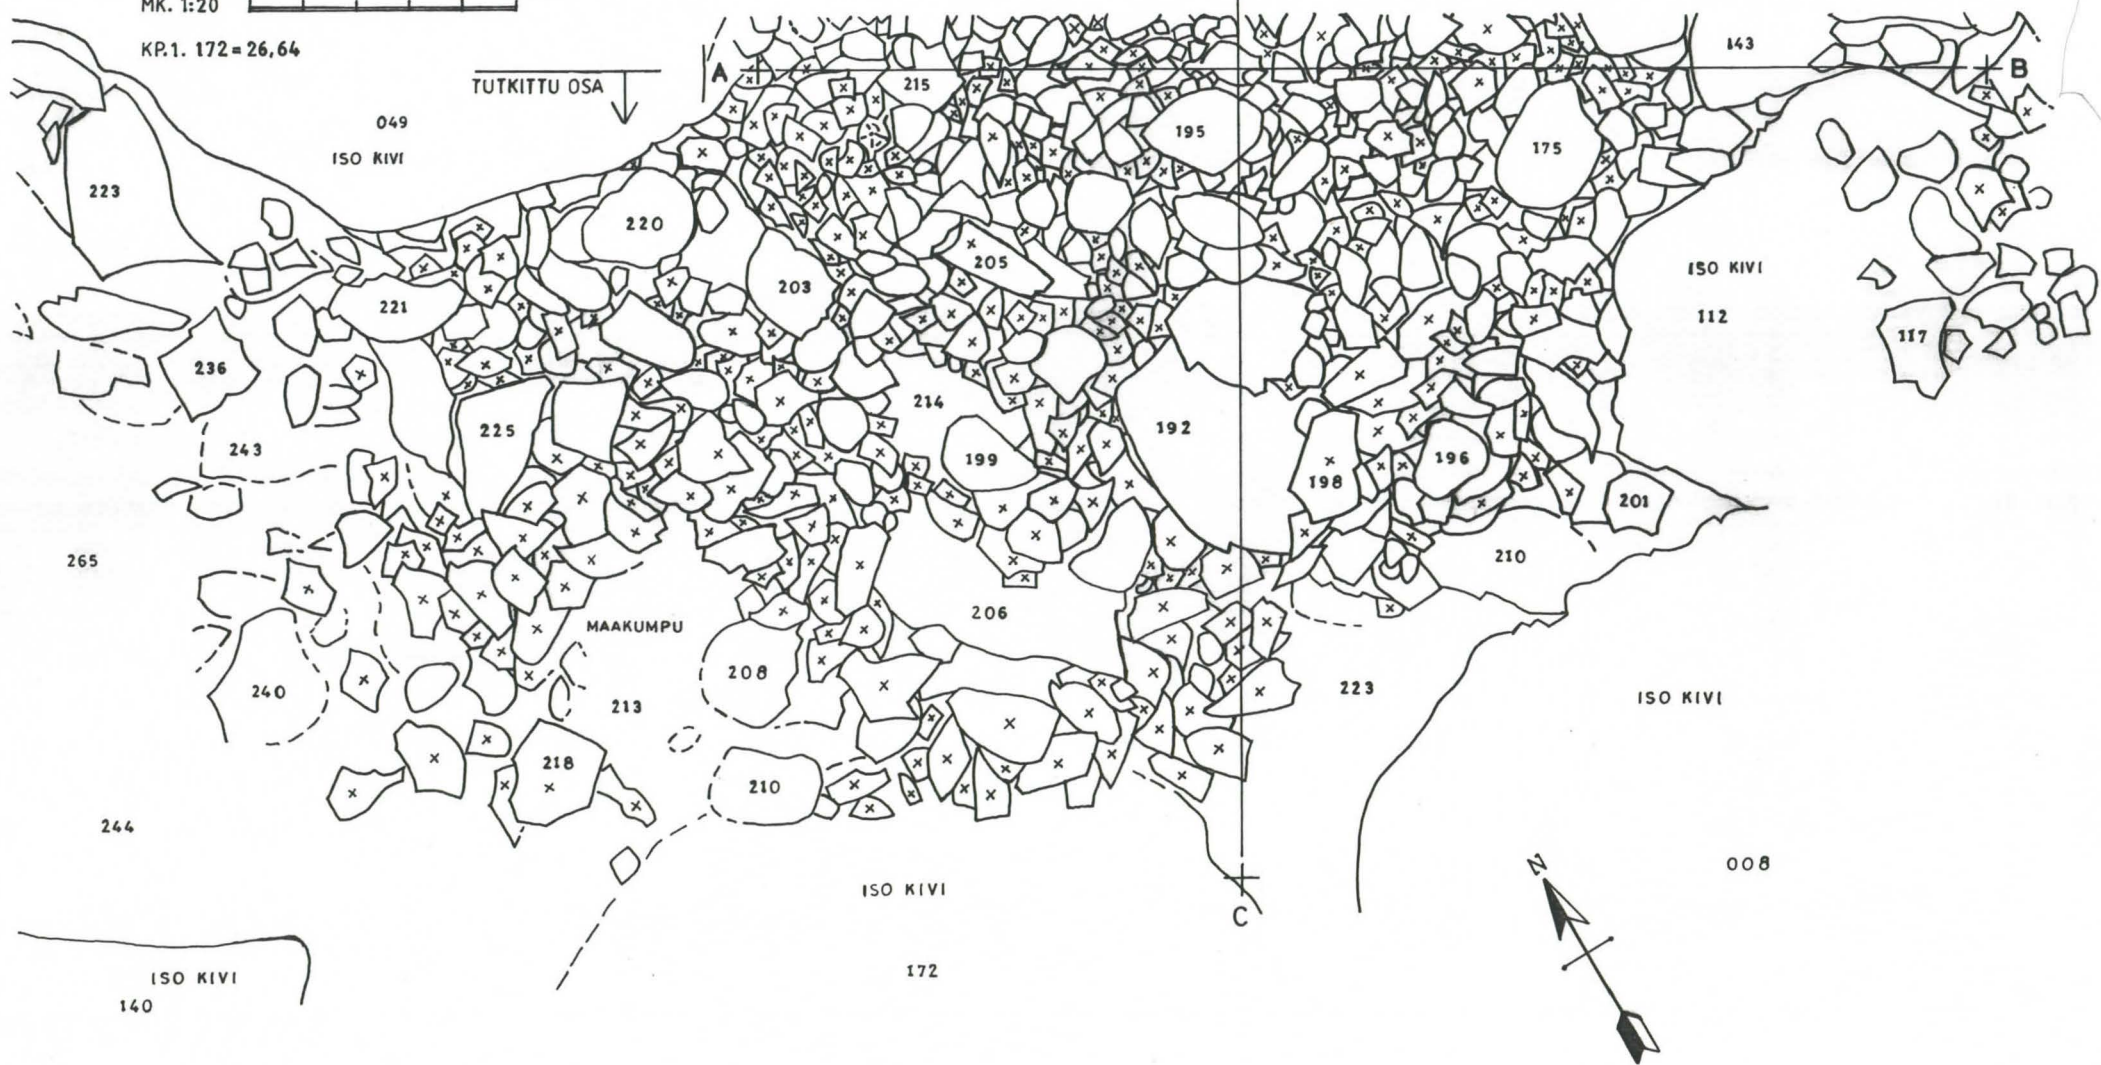 MK. 1:20
KP.1. 172=26,64
TUTKITTU OSA
A
B
143
215
049
ISO KIVI
195
175
223
220
205
203
221
ISO KIVI
112
117
236
214
225
192
243
199
198
196
201
265
210
206
MAAKUMPU
240
208
213
223
ISO KIVI
218
210
244
ISO KIVI
008
N
C
172
ISO KIVI
140